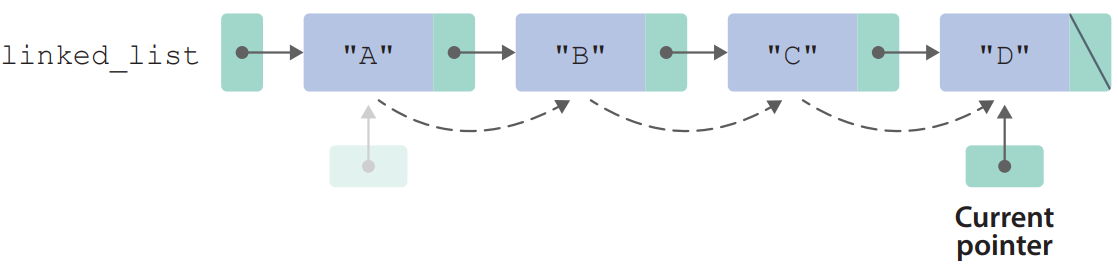 linked_list "A" "B" "C" "D"
Current
pointer